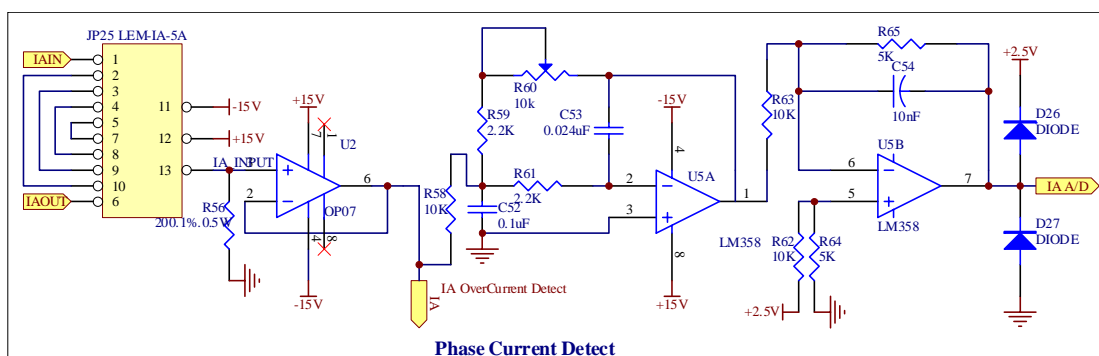 JP25 LEM-IA-5A
IAIN
1
2
3
4
5
7
8
9
10
6
11
12
13
IAOUT
-15V
+15V
IA_INPUT
R56
200.1%.0.5W
+15V
7
1
U2
3
2
6
OP07
4
8
-15V
IA
IA OverCurrent Detect
R58
10K
R59
2.2K
R60
10k
R61
2.2K
C52
0.1uF
C53
0.024uF
-15V
4
2
3
1
U5A
8
+15V
LM358
R63
10K
R65
5K
C54
10nF
U5B
6
5
7
LM358
R62
10K
R64
5K
+2.5V
+2.5V
D26
DIODE
IA A/D
D27
DIODE
Phase Current Detect